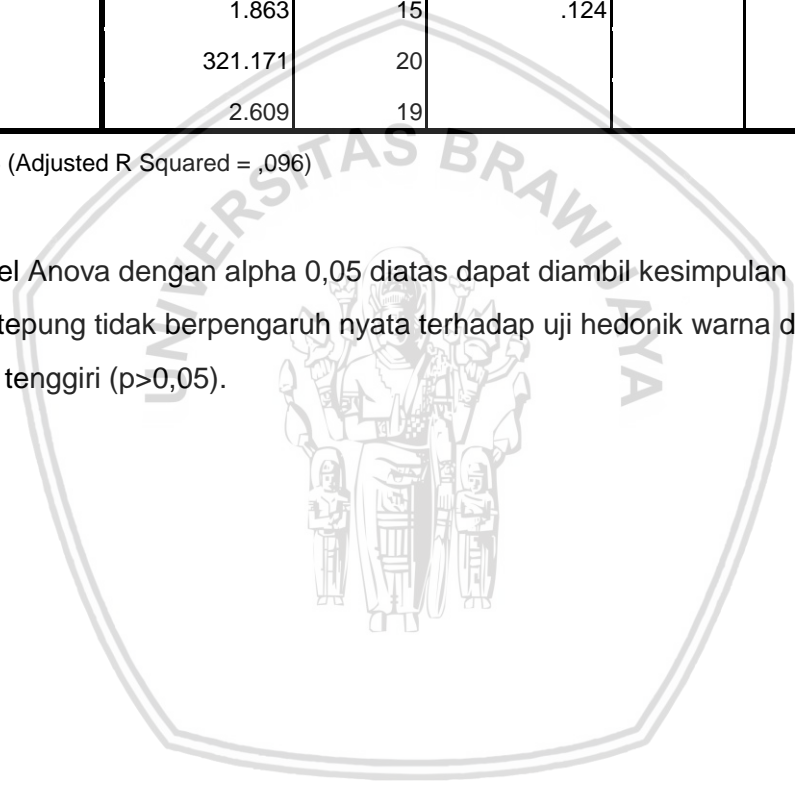 1.863 15 .124
321.171 20
2.609 19
(Adjusted R Squared = ,096)
UNIVERSITAS BRAWIJAYA
el Anova dengan alpha 0,05 diatas dapat diambil kesimpulan
tepung tidak berpengaruh nyata terhadap uji hedonik warna d
tenggiri (p>0,05).